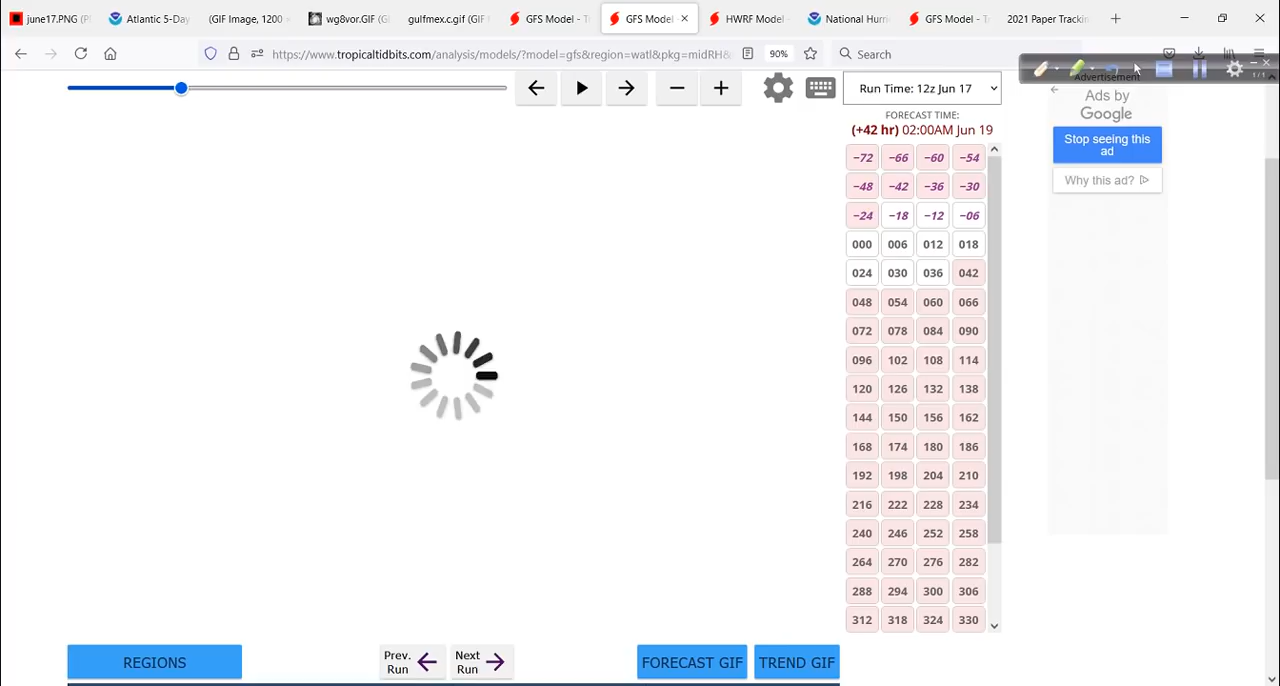 june17.PNG (P
Atlantic 5-Day
(GIF Image, 1200 ×
wg8vor.GIF (G
gulfmex.c.gif (GIF
GFS Model - Tr
GFS Model -
HWRF Model -
National Hurri
GFS Model - Tr
2021 Paper Trackin
https://www.tropicaltidbits.com/analysis/models/?model=gfs&region=watl&pkg=midRH&
90%
Search
1/1
Run Time: 12z Jun 17
FORECAST TIME:
(+42 hr) 02:00AM Jun 19
−72 −66 −60 −54
−48 −42 −36 −30
−24 −18 −12 −06
000 006 012 018
024 030 036 042
048 054 060 066
072 078 084 090
096 102 108 114
120 126 132 138
144 150 156 162
168 174 180 186
192 198 204 210
216 222 228 234
240 246 252 258
264 270 276 282
288 294 300 306
312 318 324 330
Advertisement
Ads by
Google
Stop seeing this
ad
Why this ad?
REGIONS
Prev.
Run
Next
Run
FORECAST GIF
TREND GIF